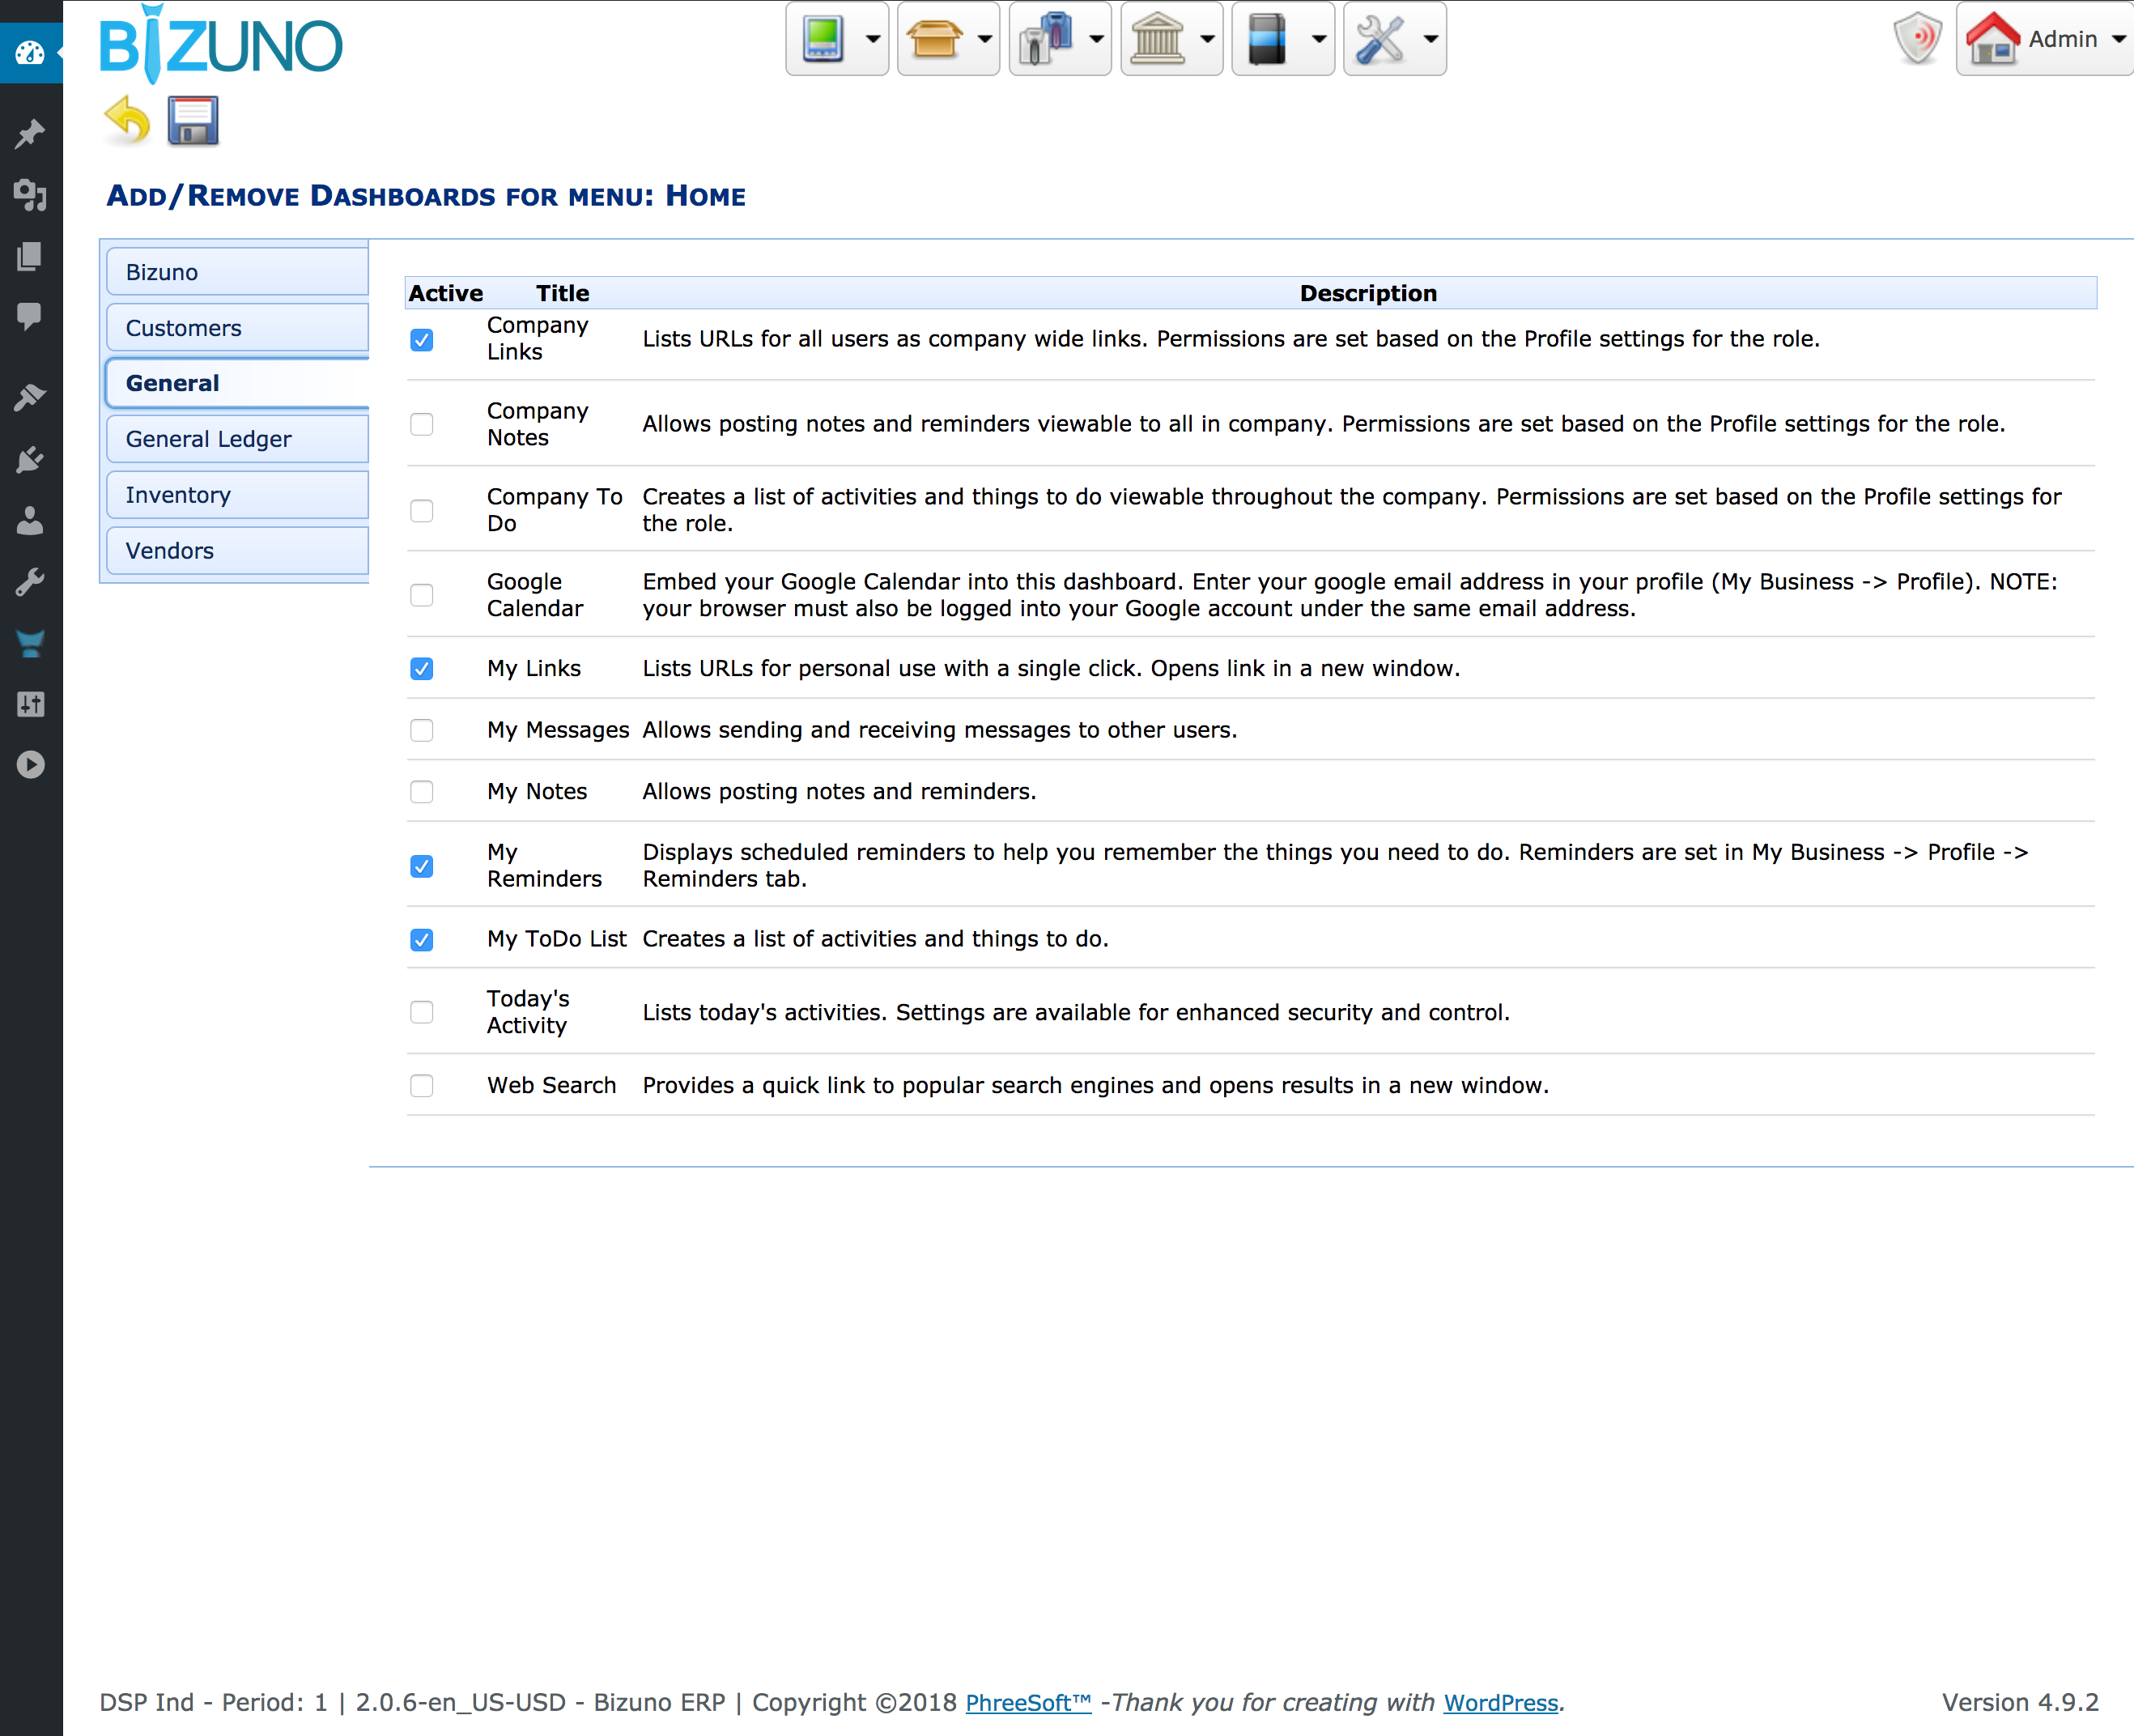 BIZUNO
Admin
Add/Remove Dashboards for menu: Home
Bizuno
Customers
General
General Ledger
Inventory
Vendors
Active Title Description
Company Links Lists URLs for all users as company wide links. Permissions are set based on the Profile settings for the role.
Company Notes Allows posting notes and reminders viewable to all in company. Permissions are set based on the Profile settings for the role.
Company To Creates a list of activities and things to do viewable throughout the company. Permissions are set based on the Profile settings for
Do the role.
Google Embed your Google Calendar into this dashboard. Enter your google email address in your profile (My Business -> Profile). NOTE:
Calendar your browser must also be logged into your Google account under the same email address.
My Links Lists URLs for personal use with a single click. Opens link in a new window.
My Messages Allows sending and receiving messages to other users.
My Notes Allows posting notes and reminders.
My Displays scheduled reminders to help you remember the things you need to do. Reminders are set in My Business -> Profile ->
Reminders Reminders tab.
My ToDo List Creates a list of activities and things to do.
Today's Activity Lists today's activities. Settings are available for enhanced security and control.
Web Search Provides a quick link to popular search engines and opens results in a new window.
DSP Ind - Period: 1 | 2.0.6-en_US-USD - Bizuno ERP | Copyright ©2018 PhreeSoft™ -Thank you for creating with WordPress. Version 4.9.2